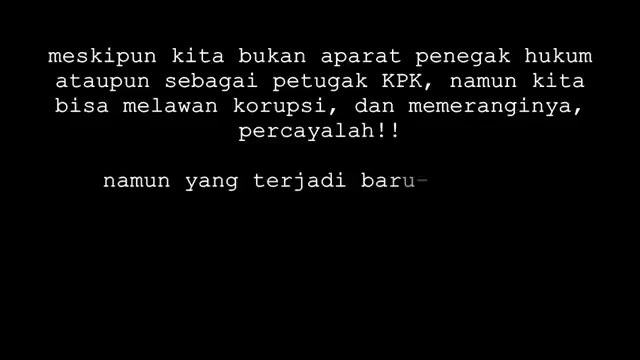 meskipun kita bukan aparat penegak hukum
ataupun sebagai petugak KPK, namun kita
bisa melawan korupsi, dan memeranginya,
percayalah!!
namun yang terjadi baru-